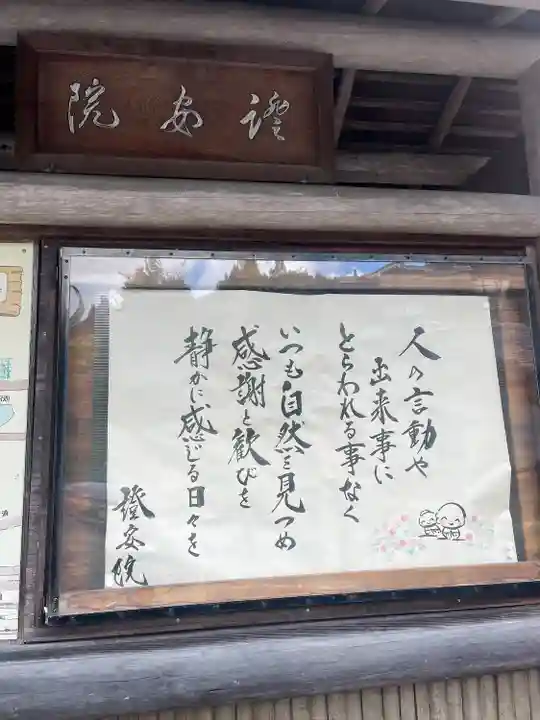 證安院
人の言動や
出来事に
とらわれる事なく
いつも自然を見つめ
感謝と歓びを
静かに感じる日々を
證安院